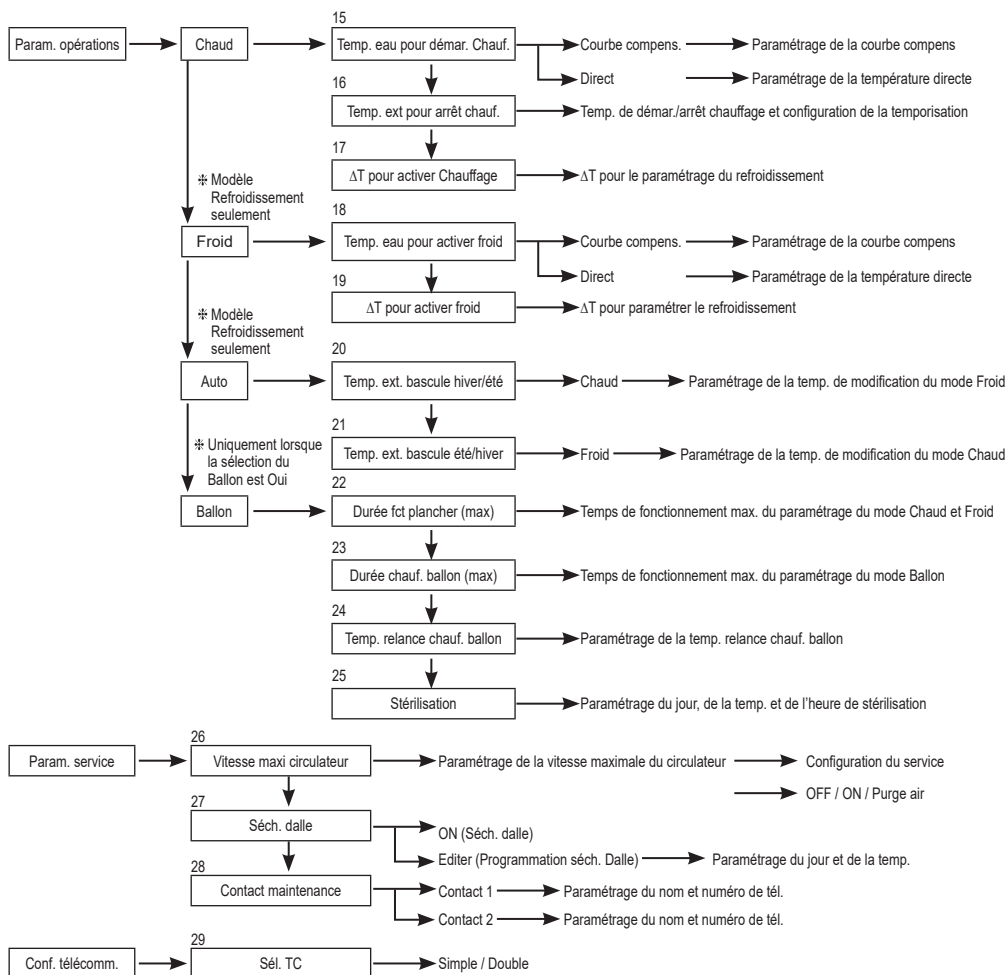 15
Param. opérations Chaud Temp. eau pour démar. Chauf. Courbe compens. Paramétrage de la courbe compens
Direct Paramétrage de la température directe
16
Temp. ext pour arrêt chauf. Temp. de démar./arrêt chauffage et configuration de la temporisation
17
ΔT pour activer Chauffage ΔT pour le paramétrage du refroidissement
❉ Modèle
Refroidissement
seulement
18
Froid Temp. eau pour activer froid Courbe compens. Paramétrage de la courbe compens
Direct Paramétrage de la température directe
19
ΔT pour activer froid ΔT pour paramétrer le refroidissement
❉ Modèle
Refroidissement
seulement
20
Auto Temp. ext. bascule hiver/été Chaud Paramétrage de la temp. de modification du mode Froid
21
Temp. ext. bascule été/hiver Froid Paramétrage de la temp. de modification du mode Chaud
❉ Uniquement lorsque
la sélection du
Ballon est Oui
22
Ballon Durée fct plancher (max) Temps de fonctionnement max. du paramétrage du mode Chaud et Froid
23
Durée chauf. ballon (max) Temps de fonctionnement max. du paramétrage du mode Ballon
24
Temp. relance chauf. ballon Paramétrage de la temp. relance chauf. ballon
25
Stérilisation Paramétrage du jour, de la temp. et de l'heure de stérilisation
26
Param. service Vitesse maxi circulateur Paramétrage de la vitesse maximale du circulateur Configuration du service
OFF / ON / Purge air
27
Séch. dalle ON (Séch. dalle)
Editer (Programmation séch. Dalle) Paramétrage du jour et de la temp.
28
Contact maintenance Contact 1 Paramétrage du nom et numéro de tél.
Contact 2 Paramétrage du nom et numéro de tél.
29
Conf. télécomm. Sél. TC Simple / Double